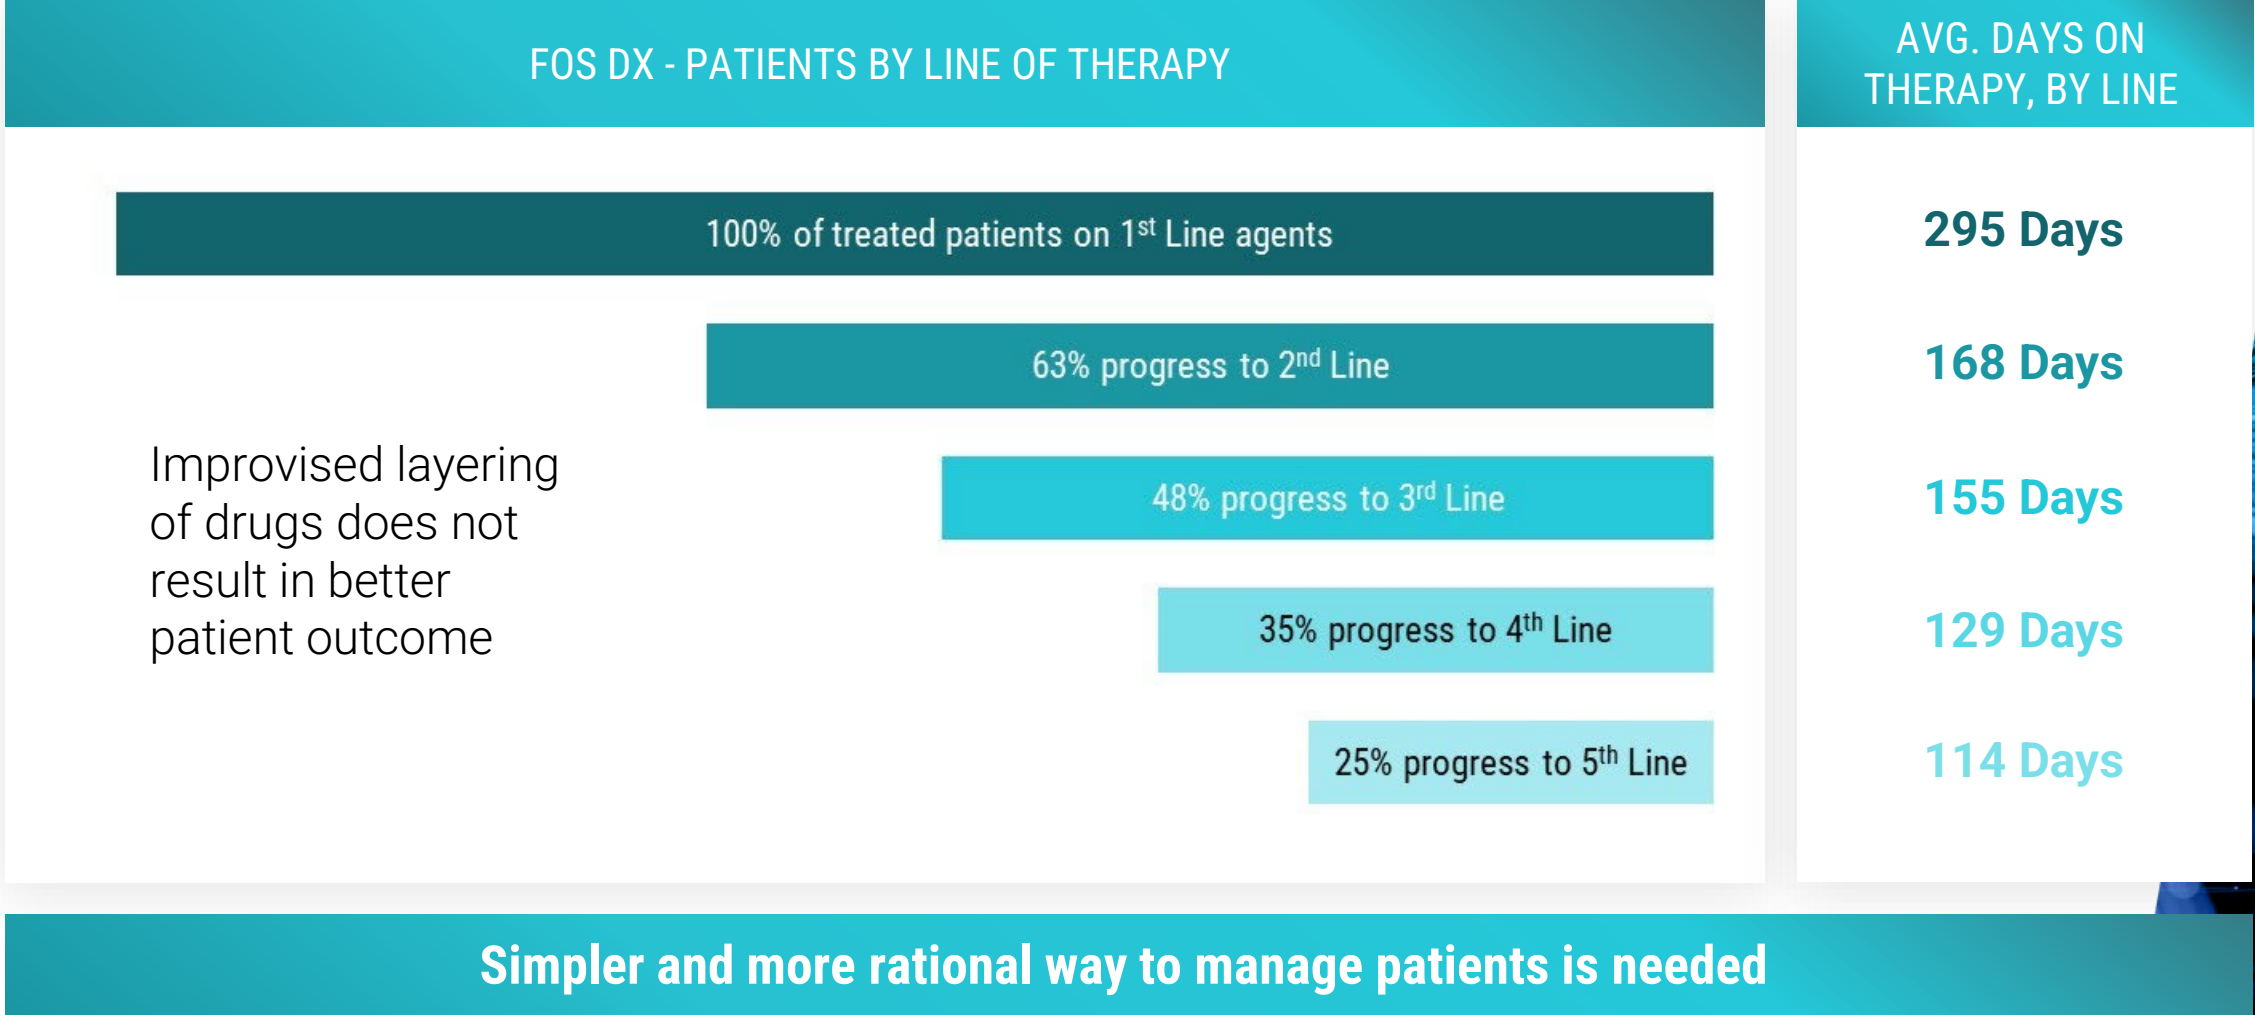 FOS DX - PATIENTS BY LINE OF THERAPY
100% of treated patients on 1st Line agents
63% progress to 2nd Line
48% progress to 3rd Line
35% progress to 4th Line
25% progress to 5th Line
Improvised layering
of drugs does not
result in better
patient outcome
AVG. DAYS ON
THERAPY, BY LINE
295 Days
168 Days
155 Days
129 Days
114 Days
Simpler and more rational way to manage patients is needed